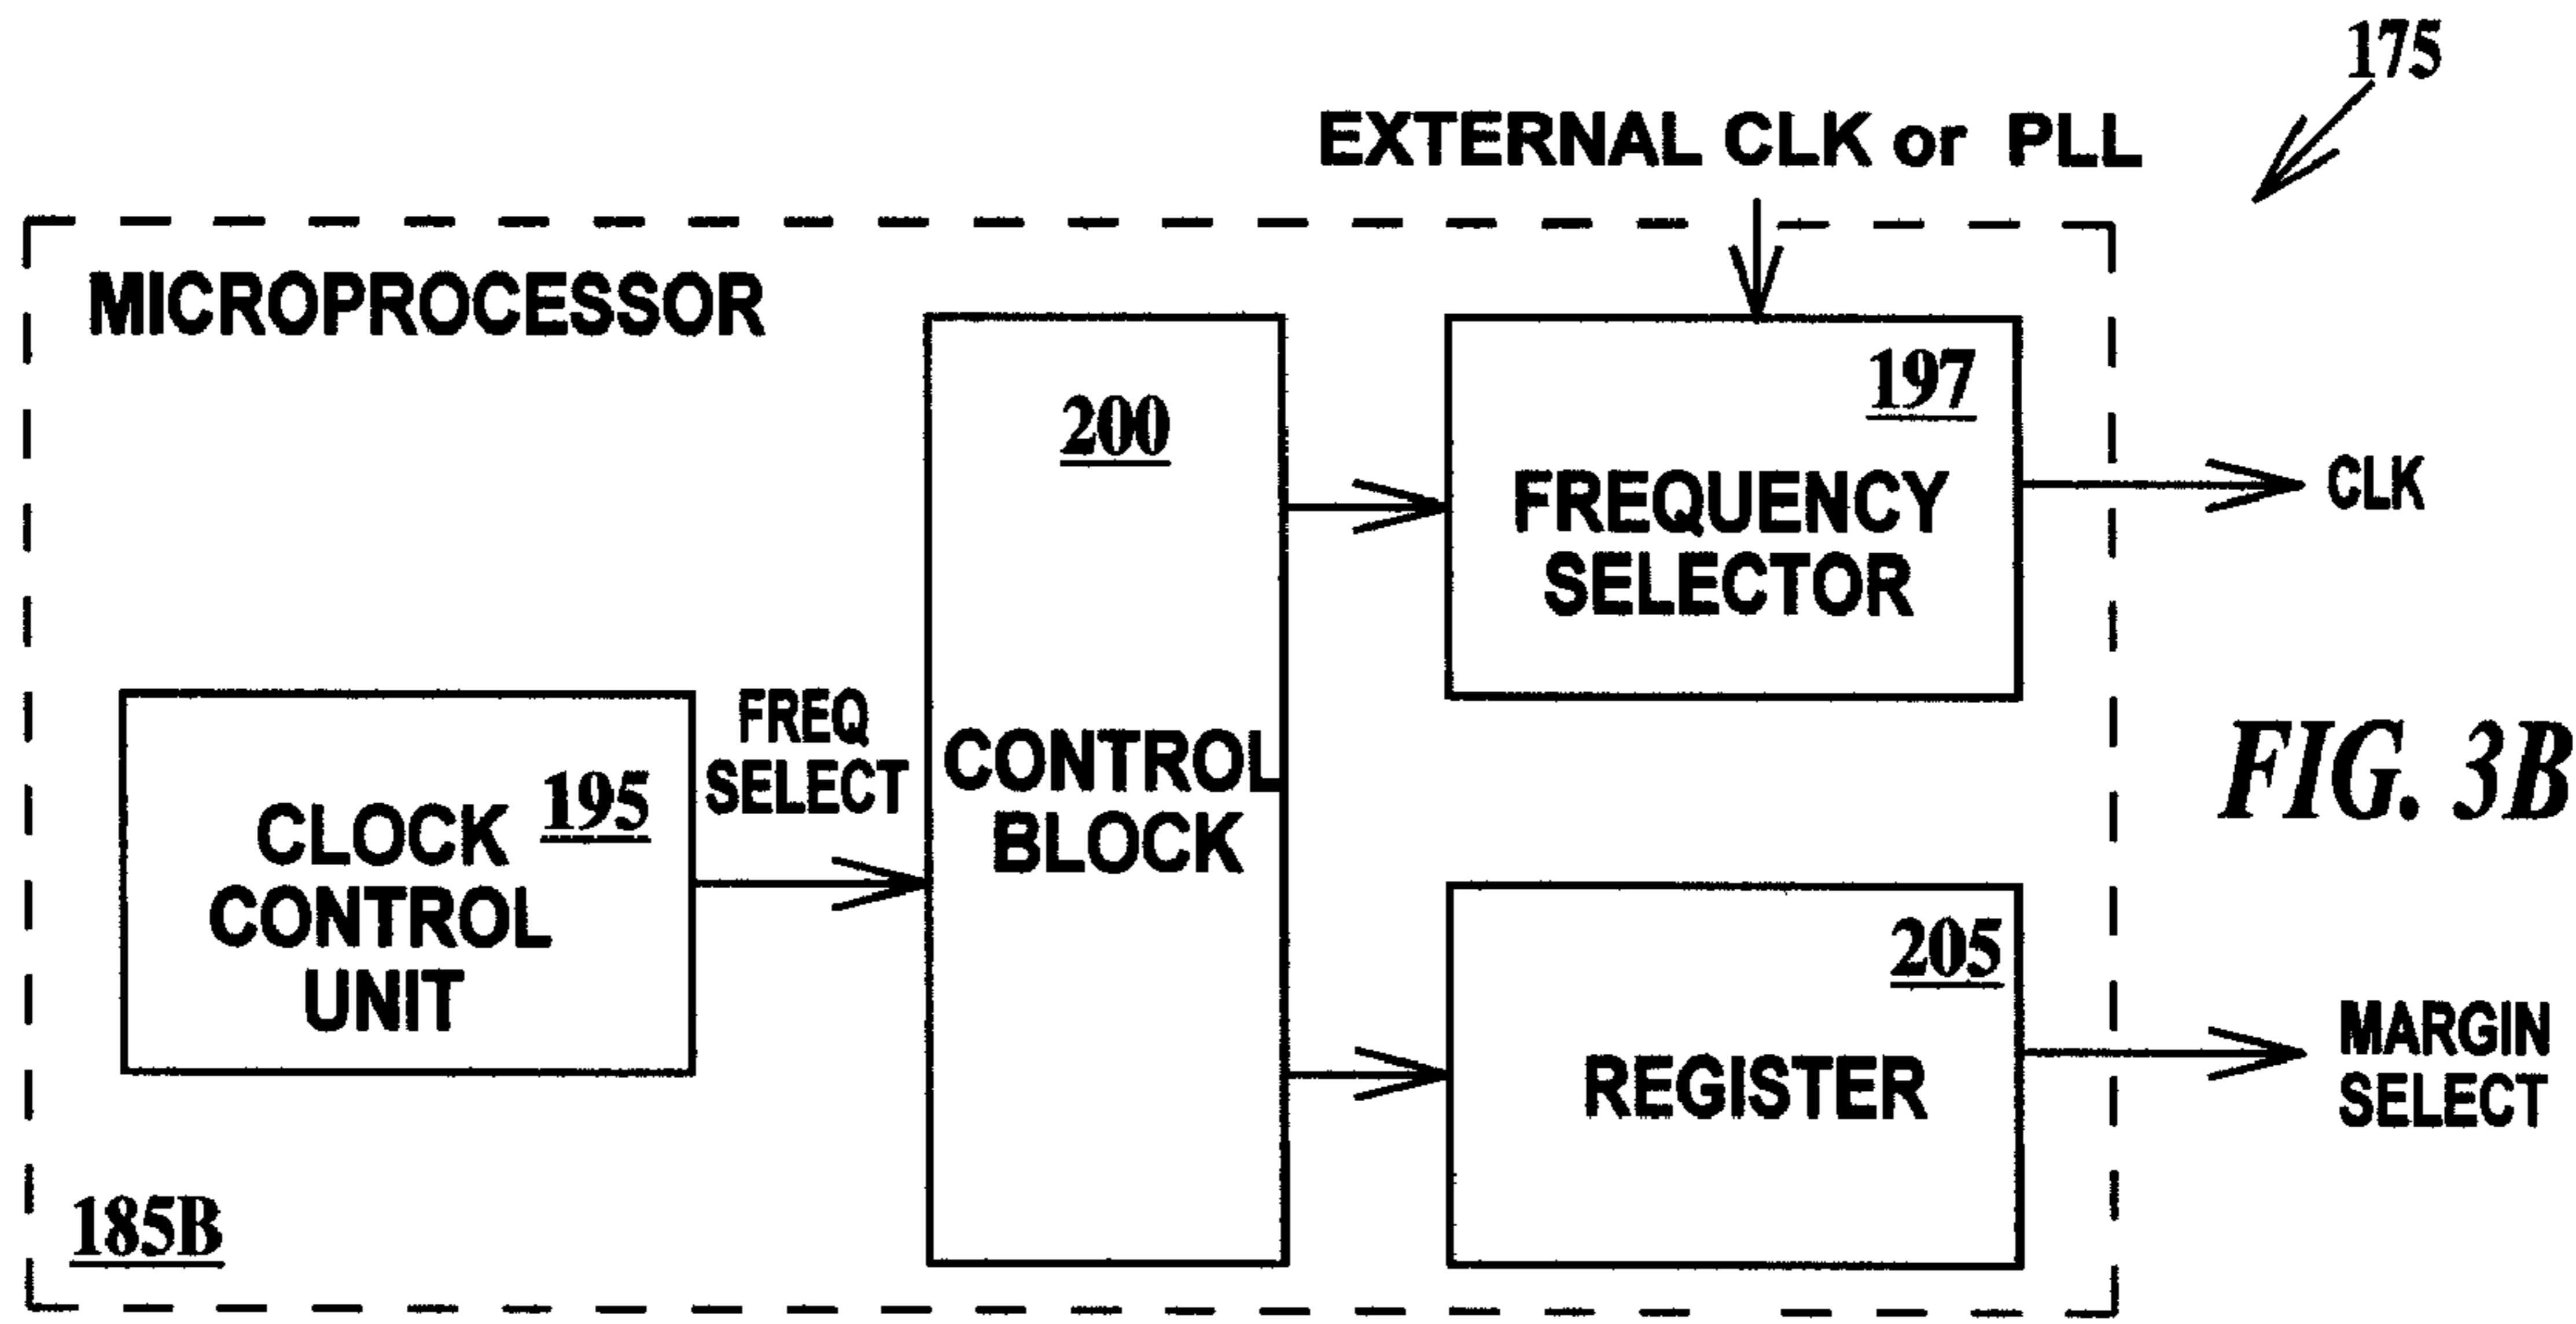 175
EXTERNAL CLK or PLL
MICROPROCESSOR
197
FREQUENCY
SELECTOR
CLK
200
CONTROL
BLOCK
FREQ
SELECT
195
CLOCK
CONTROL
UNIT
FIG. 3B
205
REGISTER
MARGIN
SELECT
185B